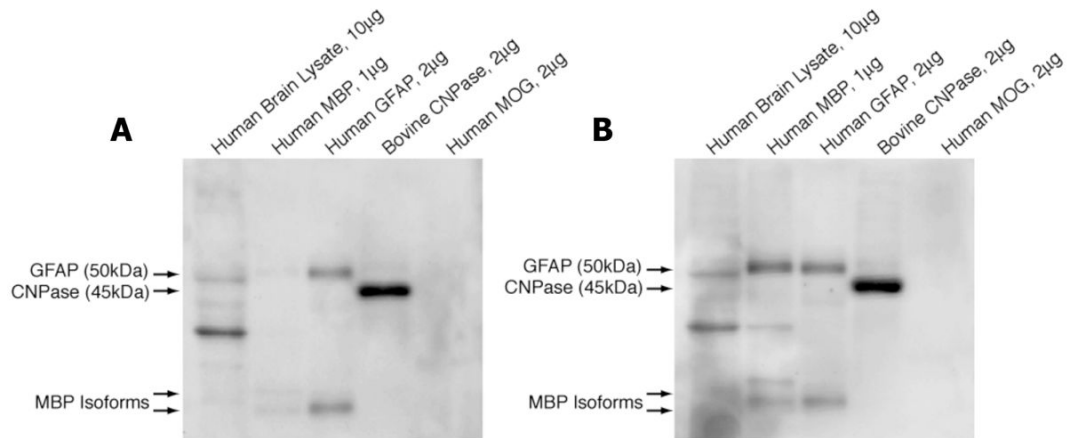 A
Human Brain Lysate, 10µg
Human MBP, 1µg
Human GFAP, 2µg
Bovine CNPase, 2µg
Human MOG, 2µg
GFAP (50kDa)
CNPase (45kDa)
MBP Isoforms
B
Human Brain Lysate, 10µg
Human MBP, 1µg
Human GFAP, 2µg
Bovine CNPase, 2µg
Human MOG, 2µg
GFAP (50kDa)
CNPase (45kDa)
MBP Isoforms